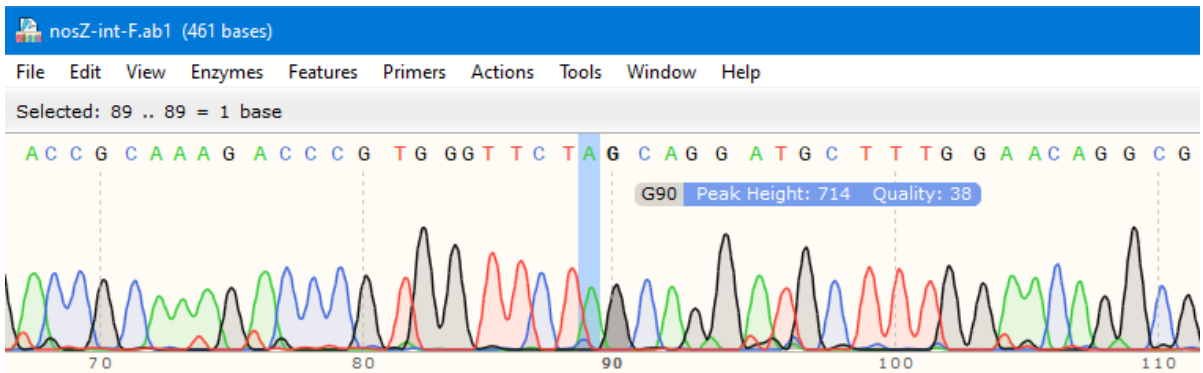 nosZ-int-F.ab1 (461 bases)
File Edit View Enzymes Features Primers Actions Tools Window Help
Selected: 89 .. 89 = 1 base
A C C G C A A A G A C C C G T G G G T T C T A G C A G G A T G C T T T G G A A C A G G C G
G90 Peak Height: 714 Quality: 38
70 80 90 100 110